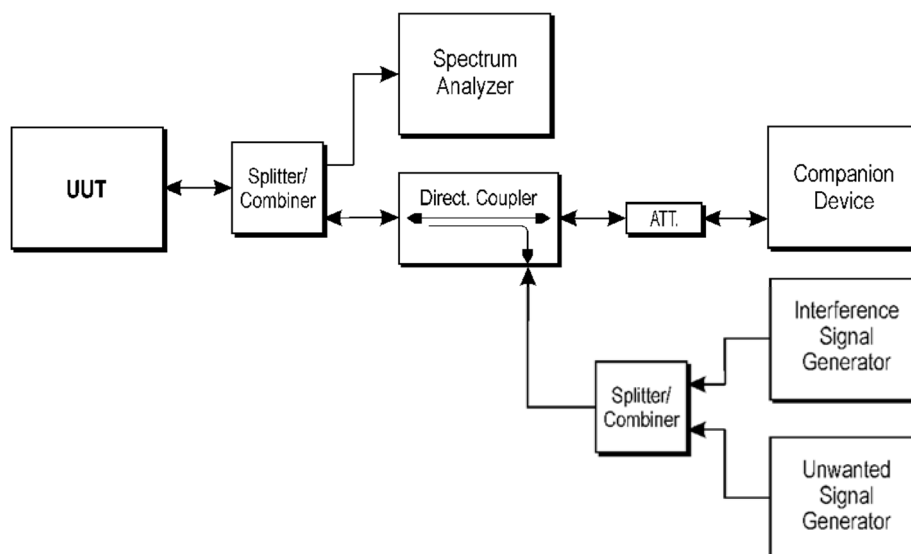 Spectrum
Analyzer
UUT
Splitter/
Combiner
Direct. Coupler
ATT.
Companion
Device
Interference
Signal
Generator
Splitter/
Combiner
Unwanted
Signal
Generator